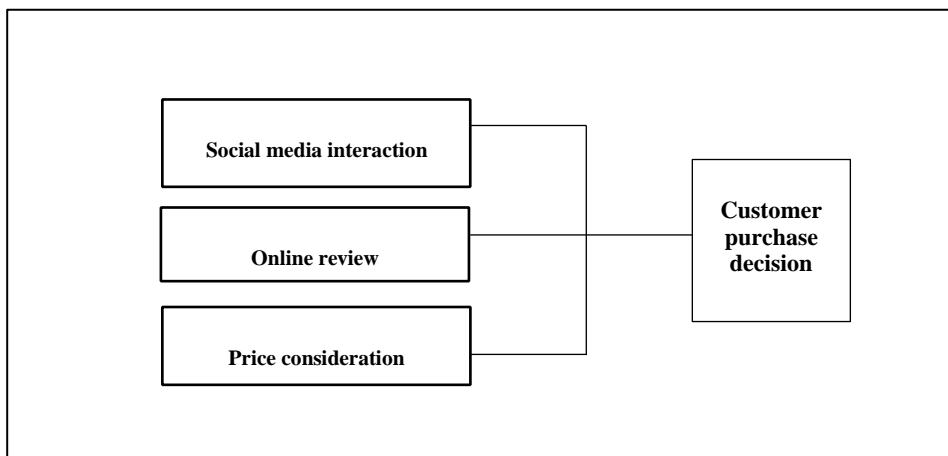 Social media interaction
Online review
Price consideration
Customer
purchase
decision